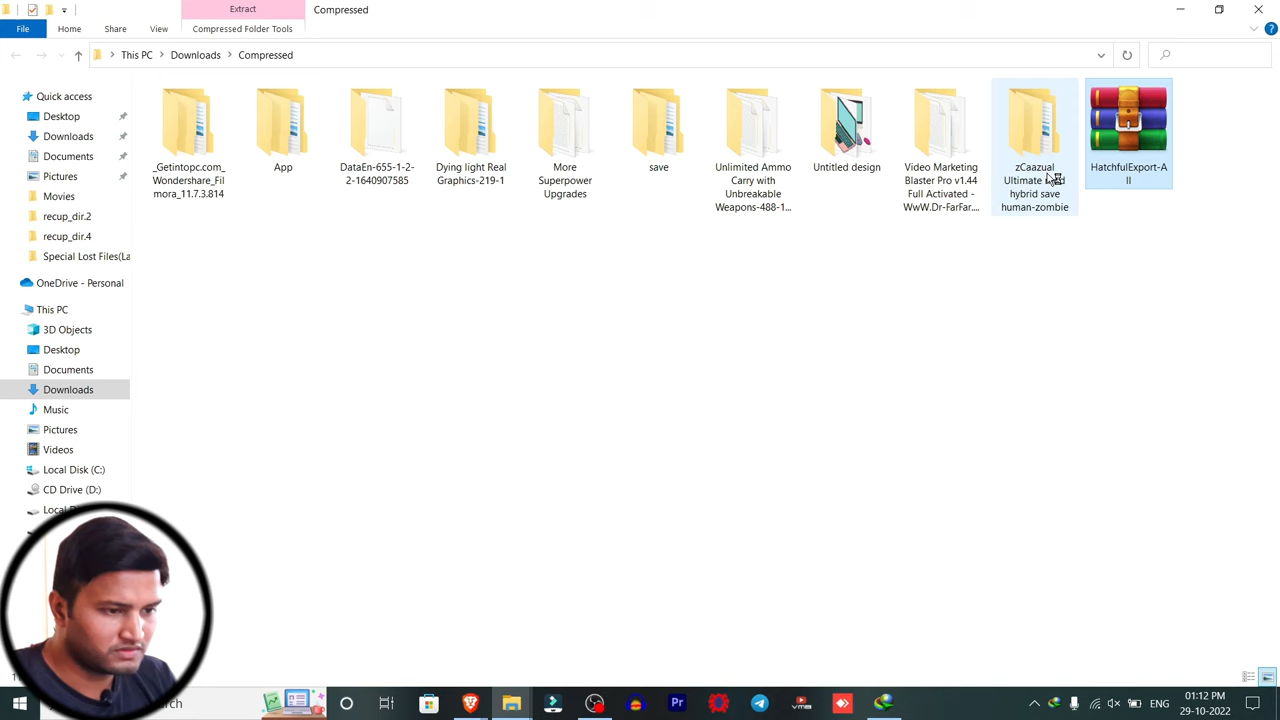 Extract
Compressed
File
Home
Share
View
Compressed Folder Tools
This PC
Downloads
Compressed
Quick access
Desktop
Downloads
Documents
Pictures
Movies
recup_dir.2
recup_dir.4
Special Lost Files(La
OneDrive - Personal
This PC
3D Objects
Desktop
Documents
Downloads
Music
Pictures
Videos
Local Disk (C:)
CD Drive (D:)
_Getintopc.com_
Wondershare_Fil
mora_11.7.3.814
App
DataEn-655-1-2-
2-1640907585
Dying light Real
Graphics-219-1
More
Superpower
Upgrades
save
Unlimited Ammo
Carry with
Unbreakable
Weapons-488-1...
Untitled design
Video Marketing
Blaster Pro v1.44
Full Activated -
WwW.Dr-FarFar....
zCaazual
Ultimate
hybrid save
human-zombie
HatchfulExport-A
ll
Pr
VMB
ENG
01:12 PM
29-10-2022